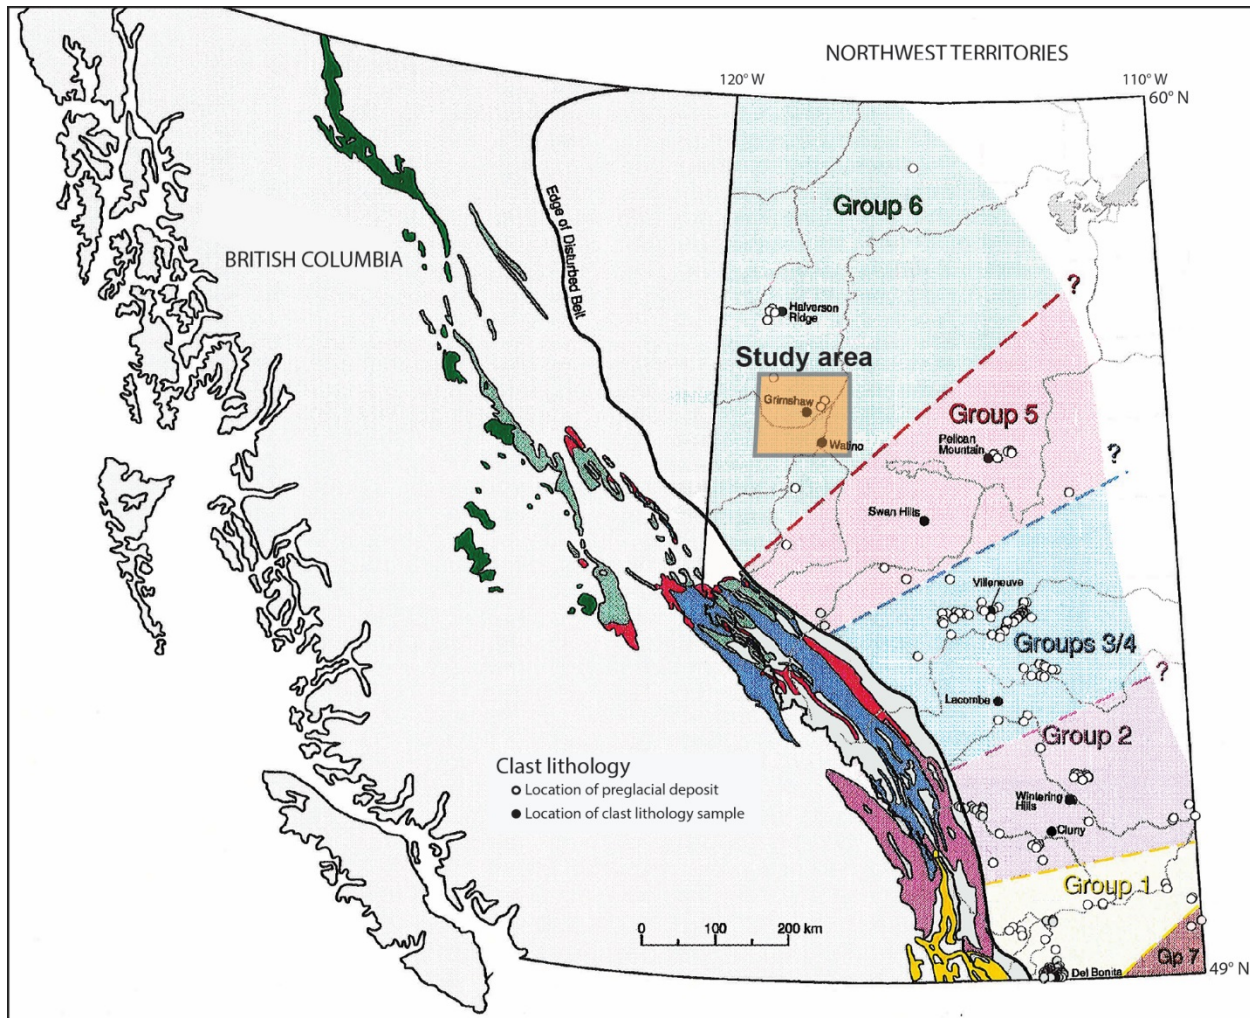 NORTHWEST TERRITORIES
120° W
110° W
60° N
Group 6
Edge of Disturbed Belt
BRITISH COLUMBIA
?
Halverson
Ridge
Study area
Grimshaw
Watino
Group 5
Pelican
Mountain
?
Swan Hills
Villeneuve
Groups 3/4
?
Lacombe
Group 2
Clast lithology
Location of preglacial deposit
Location of clast lithology sample
Wintering
Hills
Cluny
Group 1
0 100 200 km
Gp 7
Del Bonita
49° N